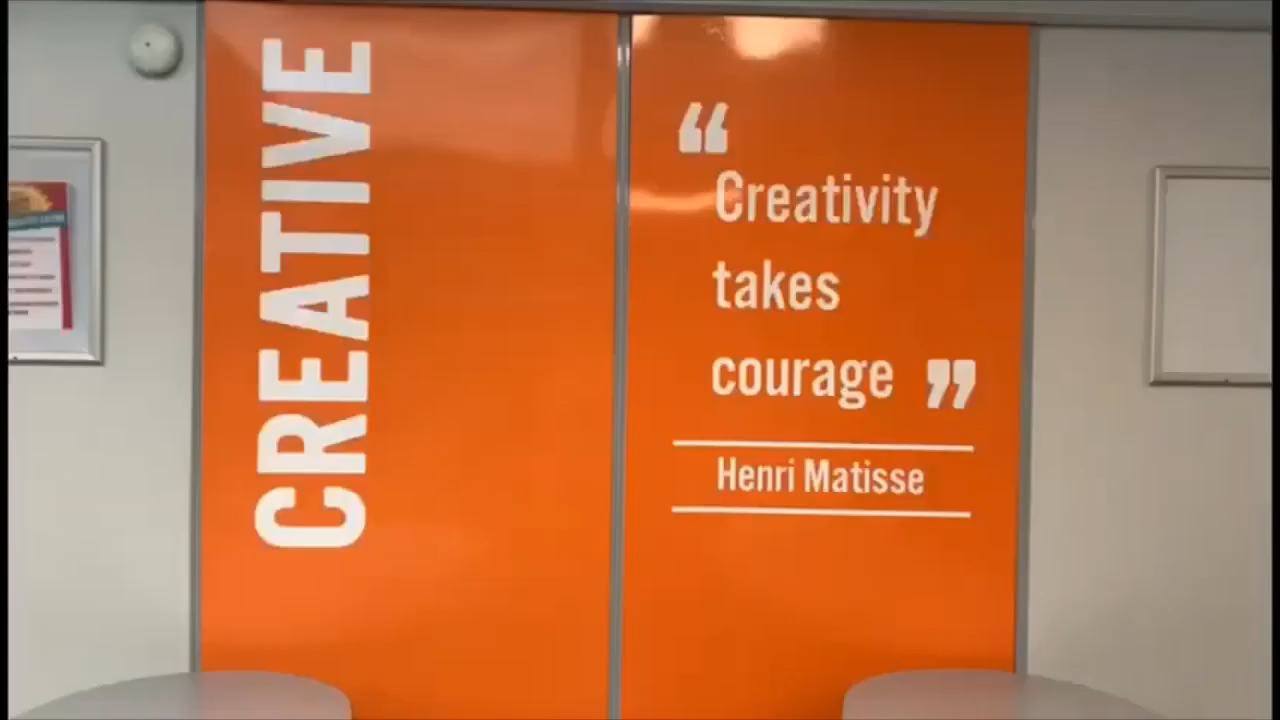 CREATIVE
“
Creativity
takes
courage ”
Henri Matisse